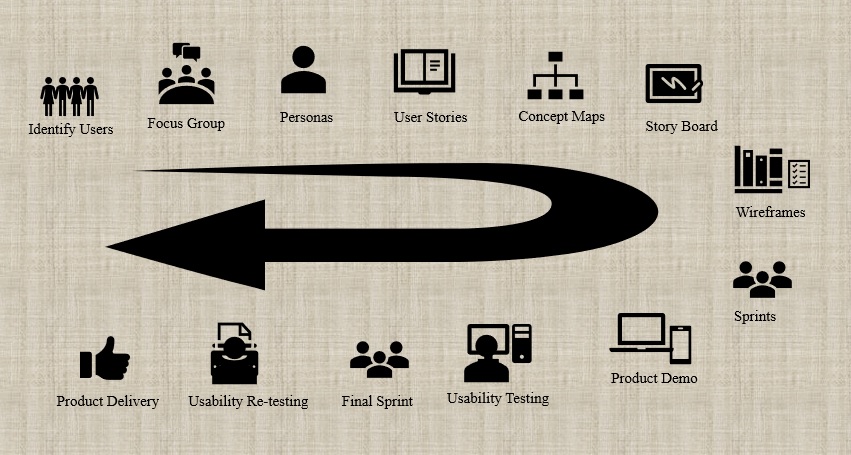 Identify Users
Focus Group
Personas
User Stories
Concept Maps
Story Board
Wireframes
Sprints
Product Demo
Usability Testing
Final Sprint
Usability Re-testing
Product Delivery